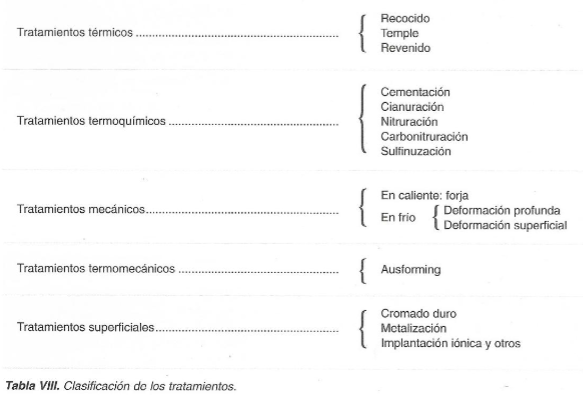 Tratamientos térmicos ............................................................ { Recocido
Temple
Revenido
Tratamientos termoquímicos .................................................... { Cementación
Cianuración
Nitruración
Carbonitruración
Sulfinuzación
Tratamientos mecánicos.......................................................... { En caliente: forja
En frío { Deformación profunda
Deformación superficial
Tratamientos termomecánicos ................................................. { Ausforming
Tratamientos superficiales....................................................... { Cromado duro
Metalización
Implantación iónica y otros
Tabla VIII. Clasificación de los tratamientos.